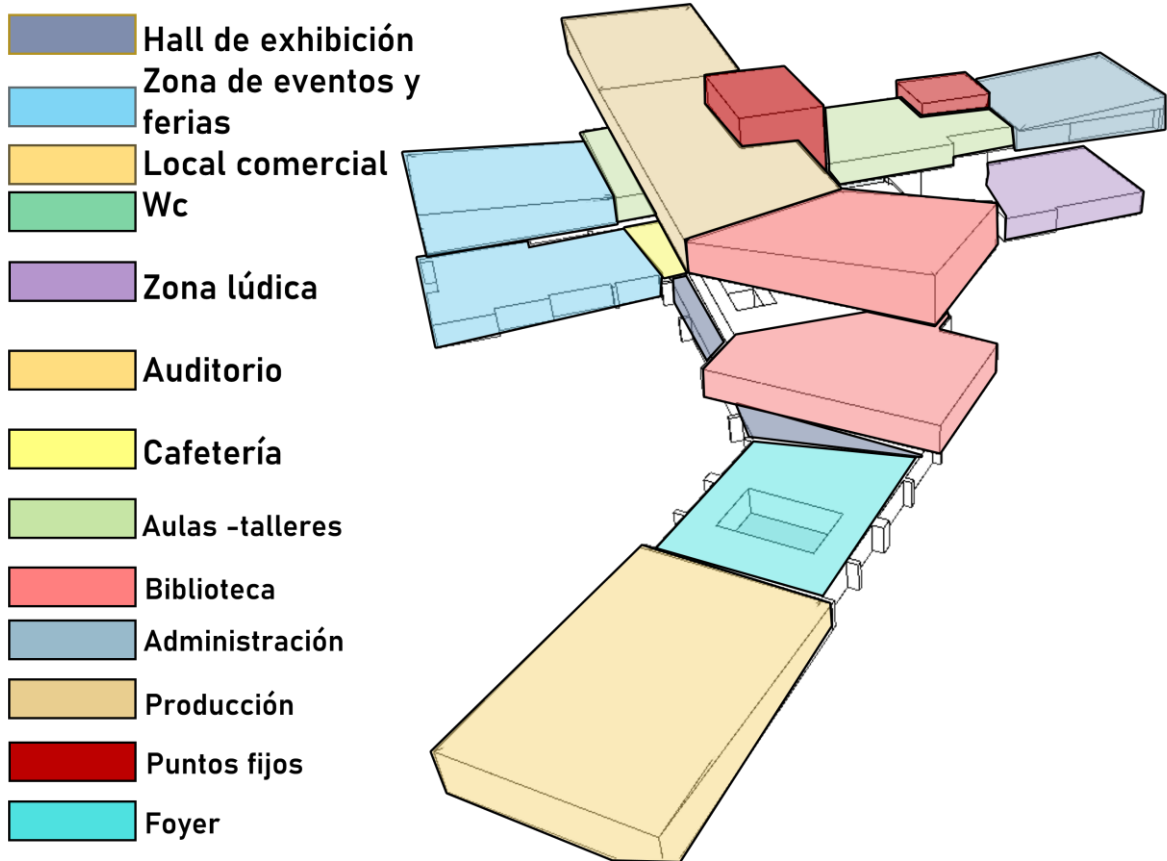 Hall de exhibición
Zona de eventos y
ferias
Local comercial
Wc
Zona lúdica
Auditorio
Cafetería
Aulas -talleres
Biblioteca
Administración
Producción
Puntos fijos
Foyer